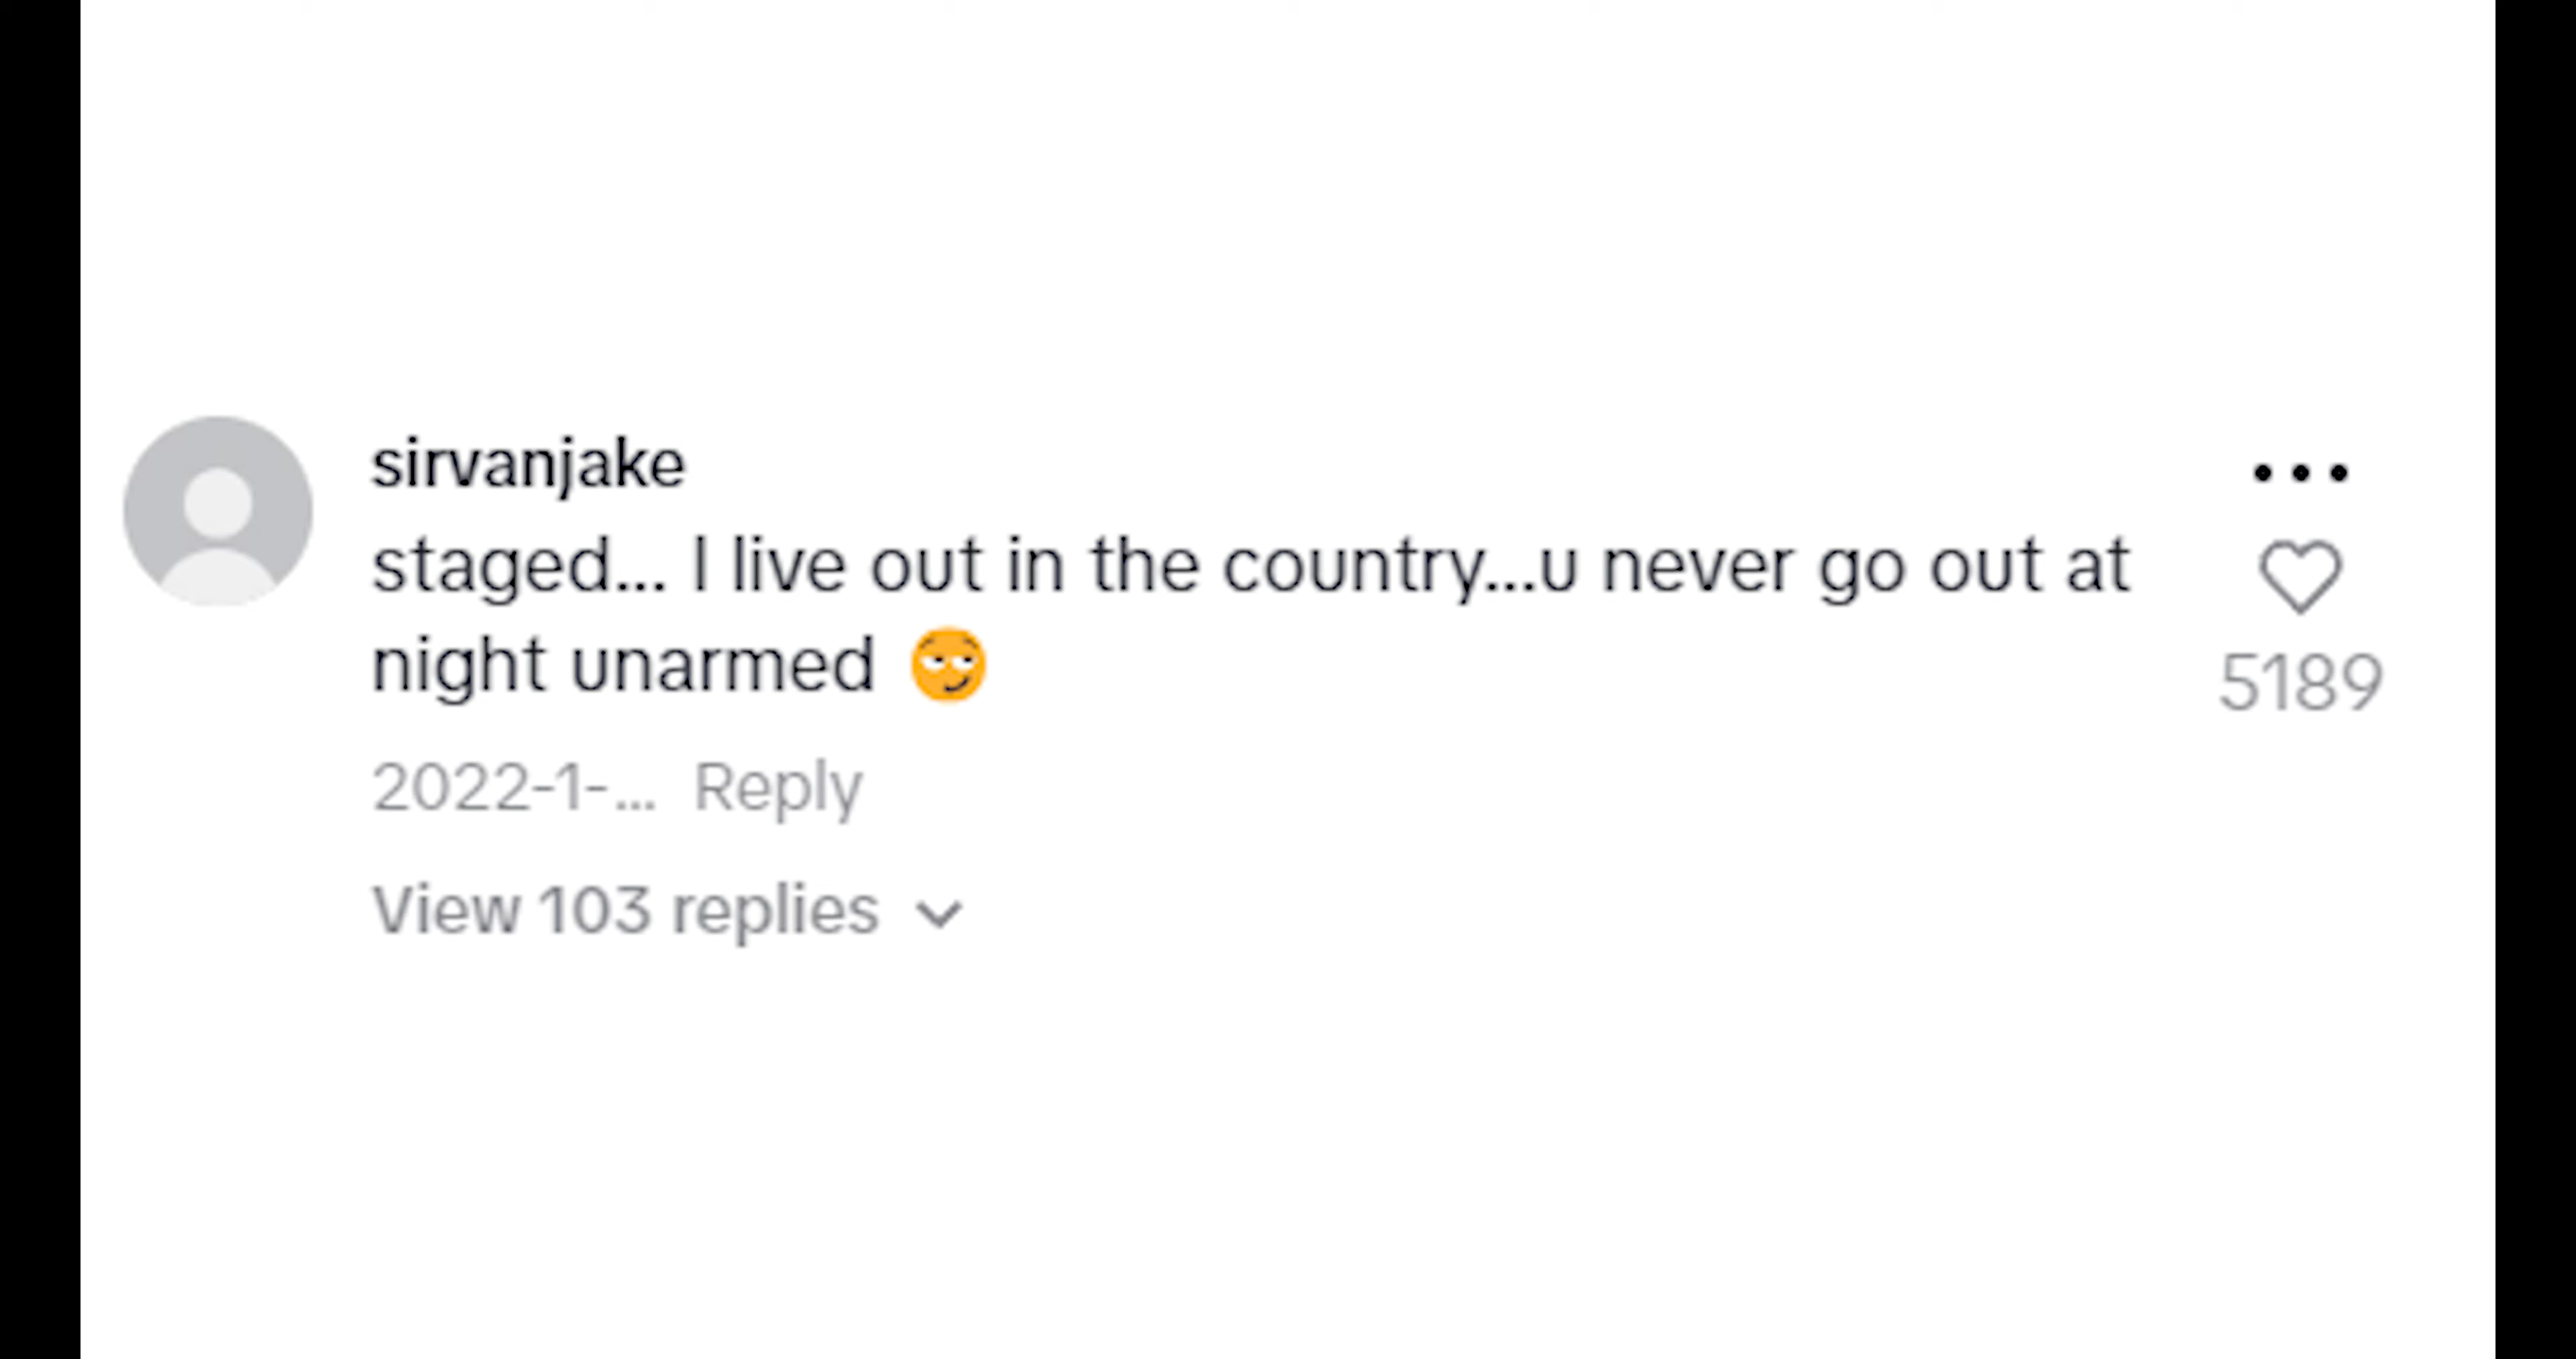 sirvanjake
staged... I live out in the country...u never go out at
night unarmed 😏
5189
2022-1-... Reply
View 103 replies